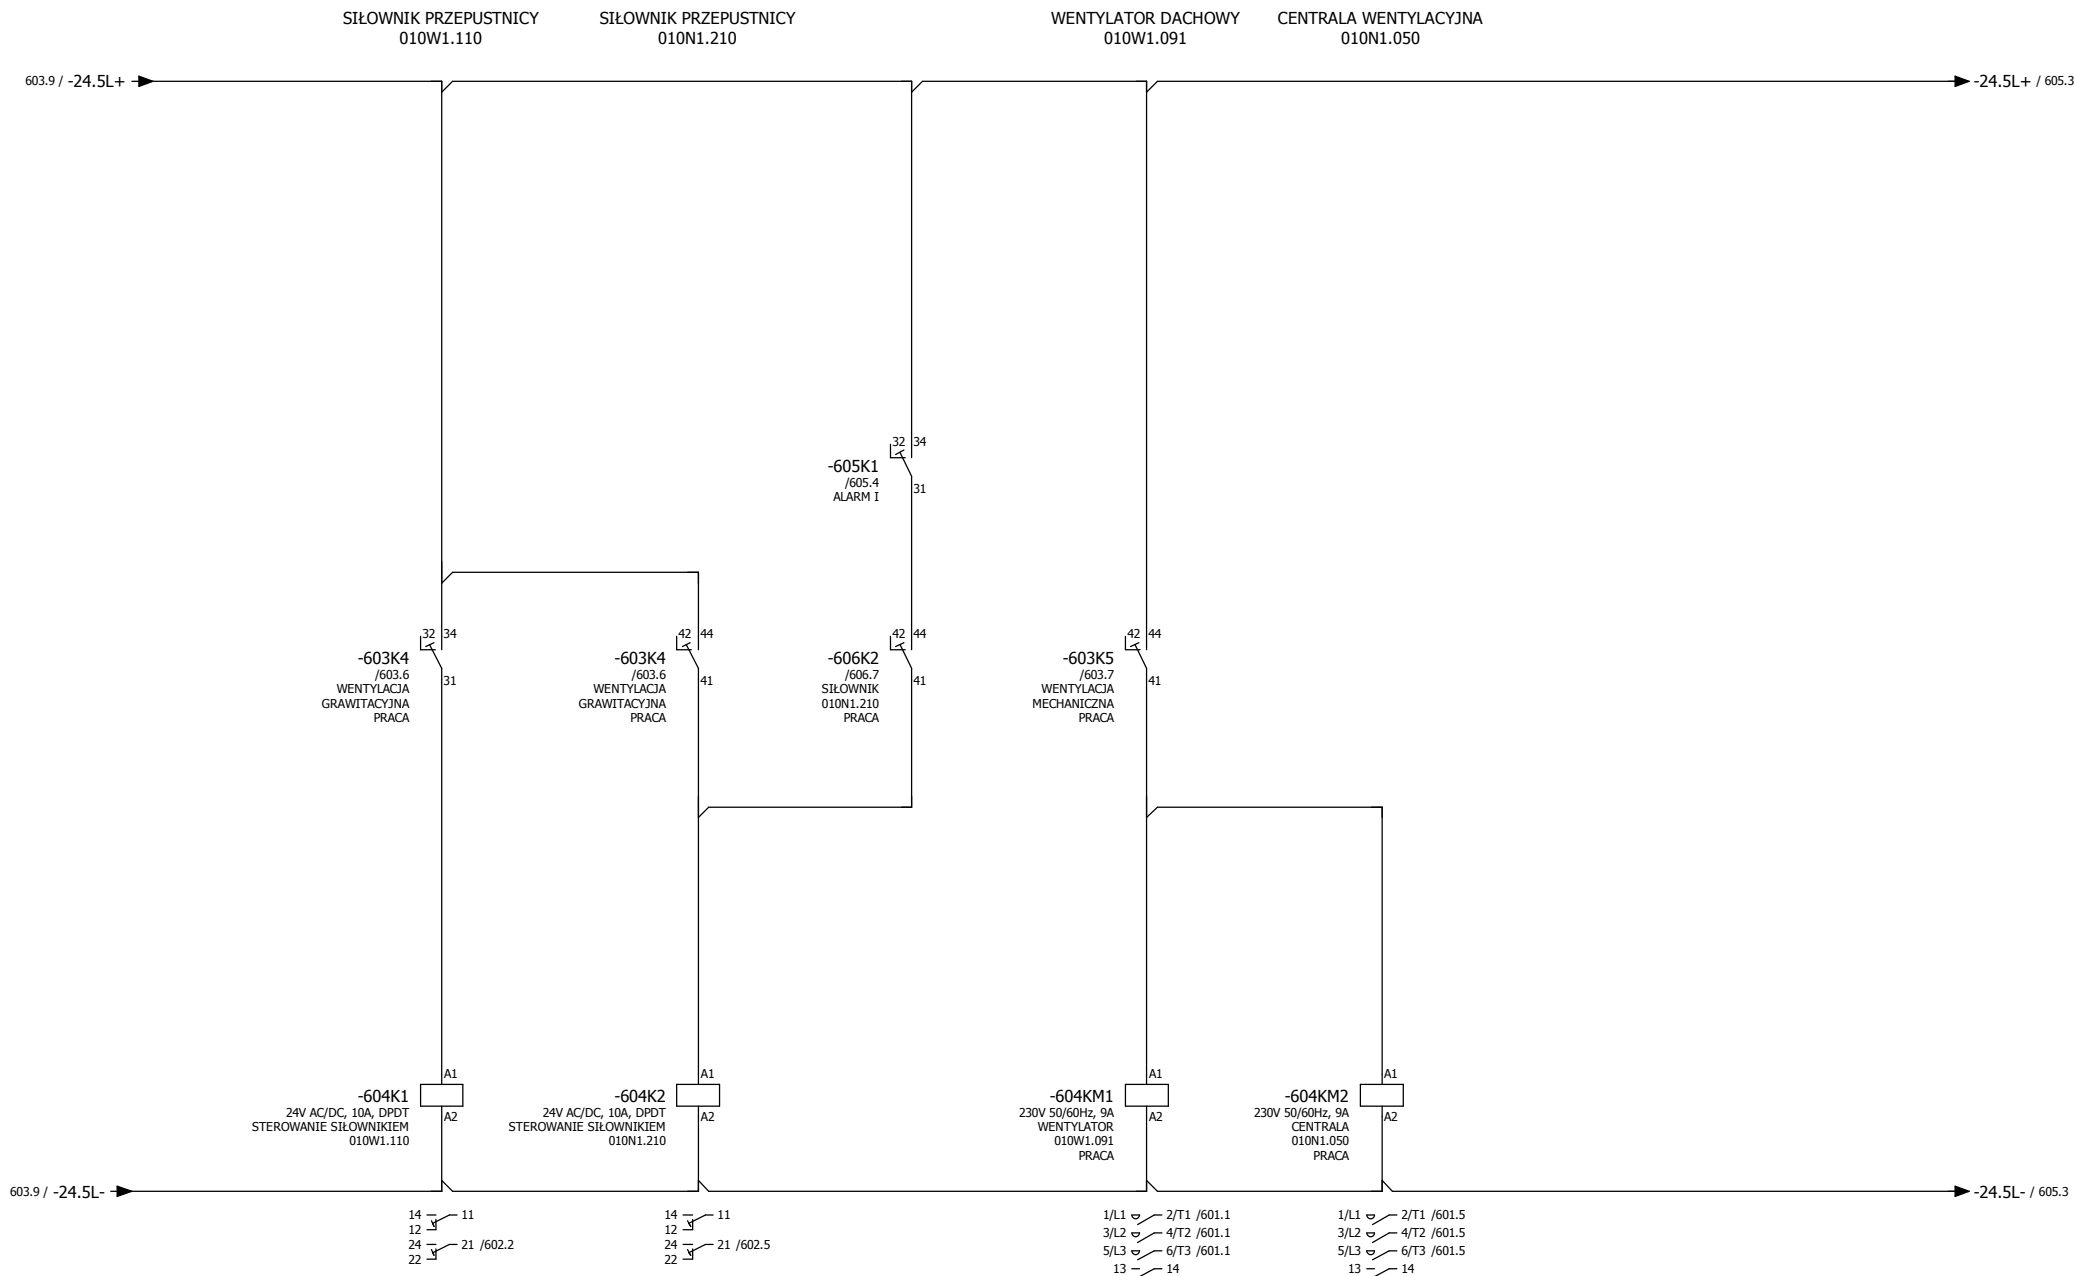 SIŁOWNIK PRZEPUSTNICY
010W1.110
SIŁOWNIK PRZEPUSTNICY
010N1.210
WENTYLATOR DACHOWY
010W1.091
CENTRALA WENTYLACYJNA
010N1.050
603.9 / -24.5L+
-24.5L+ / 605.3
32 34
-605K1
/605.4
ALARM I
31
32 34
-603K4
/603.6
WENTYLACJA
GRAWITACYJNA
PRACA
31
42 44
-603K4
/603.6
WENTYLACJA
GRAWITACYJNA
PRACA
41
42 44
-606K2
/606.7
SIŁOWNIK
010N1.210
PRACA
41
42 44
-603K5
/603.7
WENTYLACJA
MECHANICZNA
PRACA
41
A1
-604K1
24V AC/DC, 10A, DPDT
STEROWANIE SIŁOWNIKIEM
010W1.110
A2
A1
-604K2
24V AC/DC, 10A, DPDT
STEROWANIE SIŁOWNIKIEM
010N1.210
A2
A1
-604KM1
230V 50/60Hz, 9A
WENTYLATOR
010W1.091
PRACA
A2
A1
-604KM2
230V 50/60Hz, 9A
CENTRALA
010N1.050
PRACA
A2
603.9 / -24.5L-
-24.5L- / 605.3
14 11
12
24 21 /602.2
22
14 11
12
24 21 /602.5
22
1/L1 2/T1 /601.1
3/L2 4/T2 /601.1
5/L3 6/T3 /601.1
13 14
1/L1 2/T1 /601.5
3/L2 4/T2 /601.5
5/L3 6/T3 /601.5
13 14